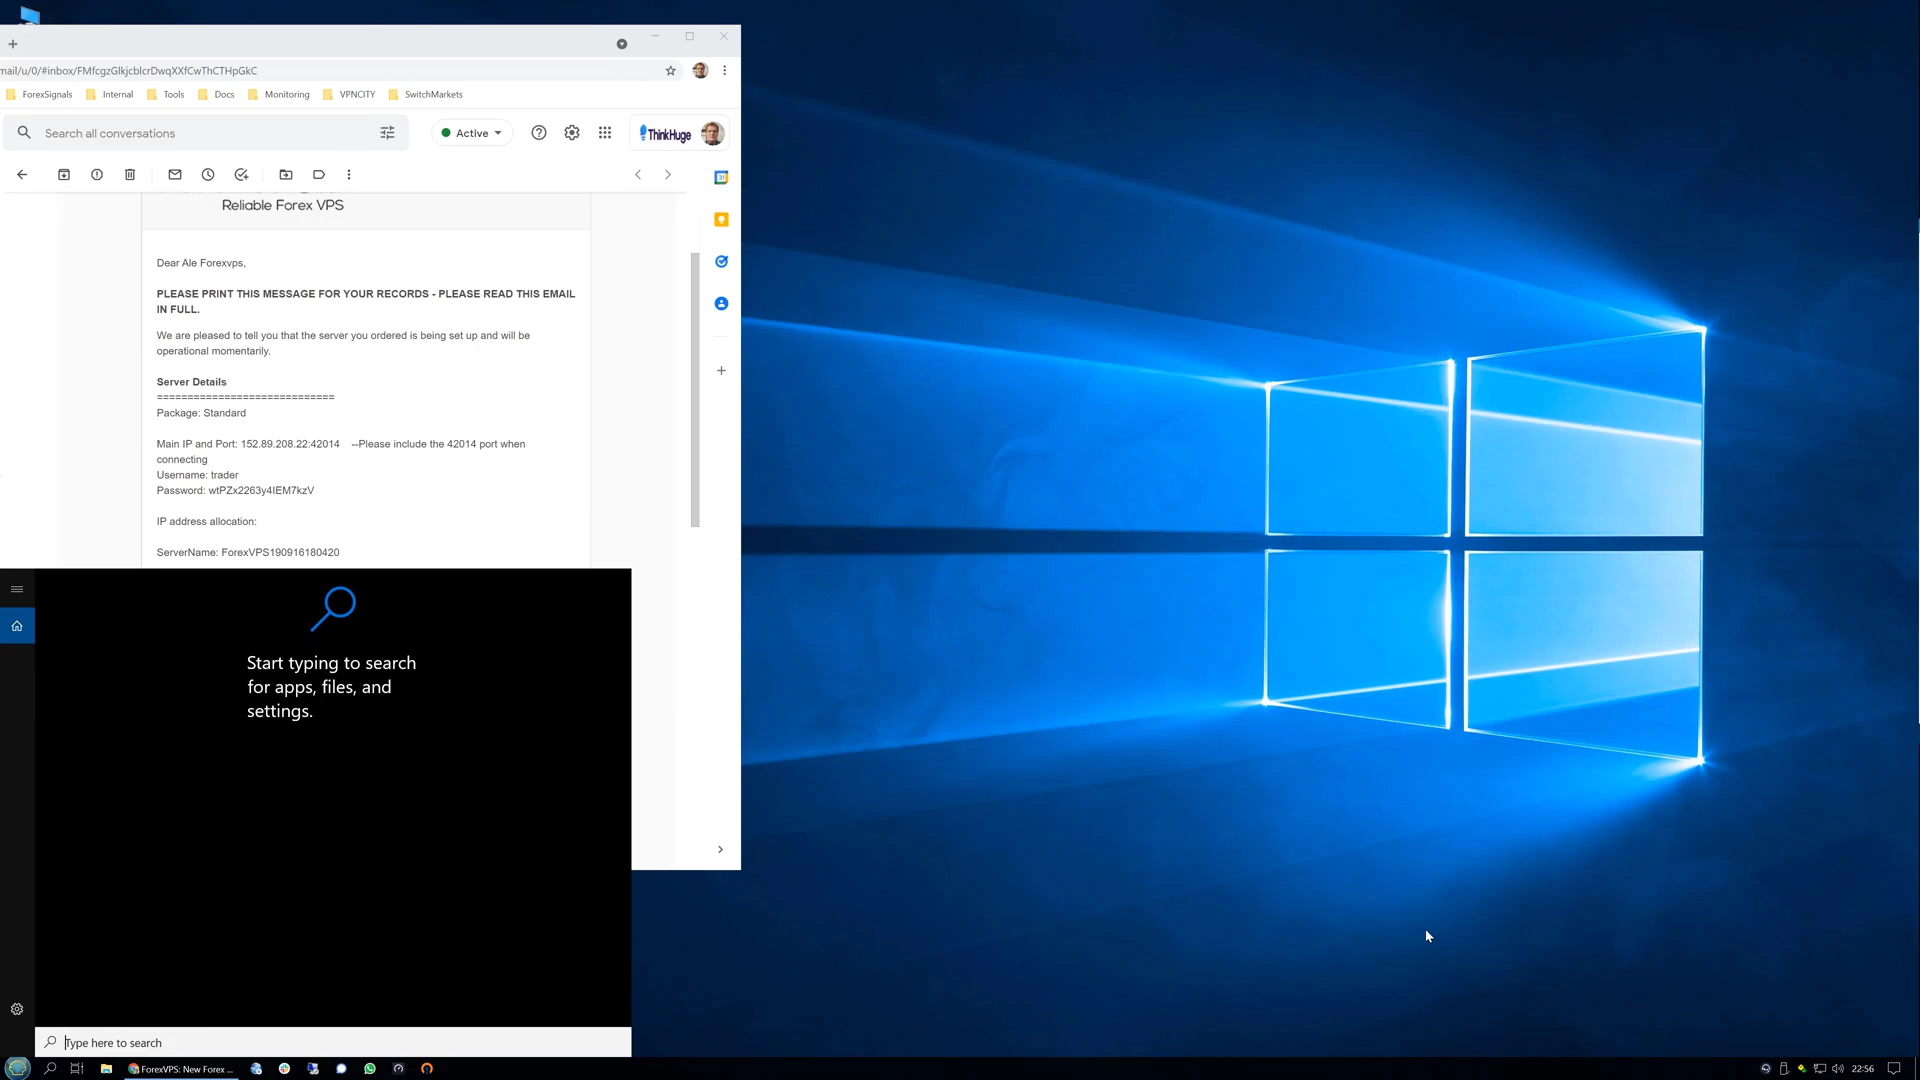 mail/u/0/#inbox/FMfcgzGlkjcblcrDwqXXfCwThCTHpGkC
ForexSignals Internal Tools Docs Monitoring VPNCITY SwitchMarkets
Search all conversations
Active
ThinkHuge
31
Reliable Forex VPS
Dear Ale Forexvps,
PLEASE PRINT THIS MESSAGE FOR YOUR RECORDS - PLEASE READ THIS EMAIL
IN FULL.
We are pleased to tell you that the server you ordered is being set up and will be
operational momentarily.
Server Details
=============================
Package: Standard
Main IP and Port: 152.89.208.22:42014 --Please include the 42014 port when
connecting
Username: trader
Password: wtPZx2263y4IEM7kzV
IP address allocation:
ServerName: ForexVPS190916180420
Start typing to search
for apps, files, and
settings.
Type here to search
ForexVPS: New Forex ...
22:56